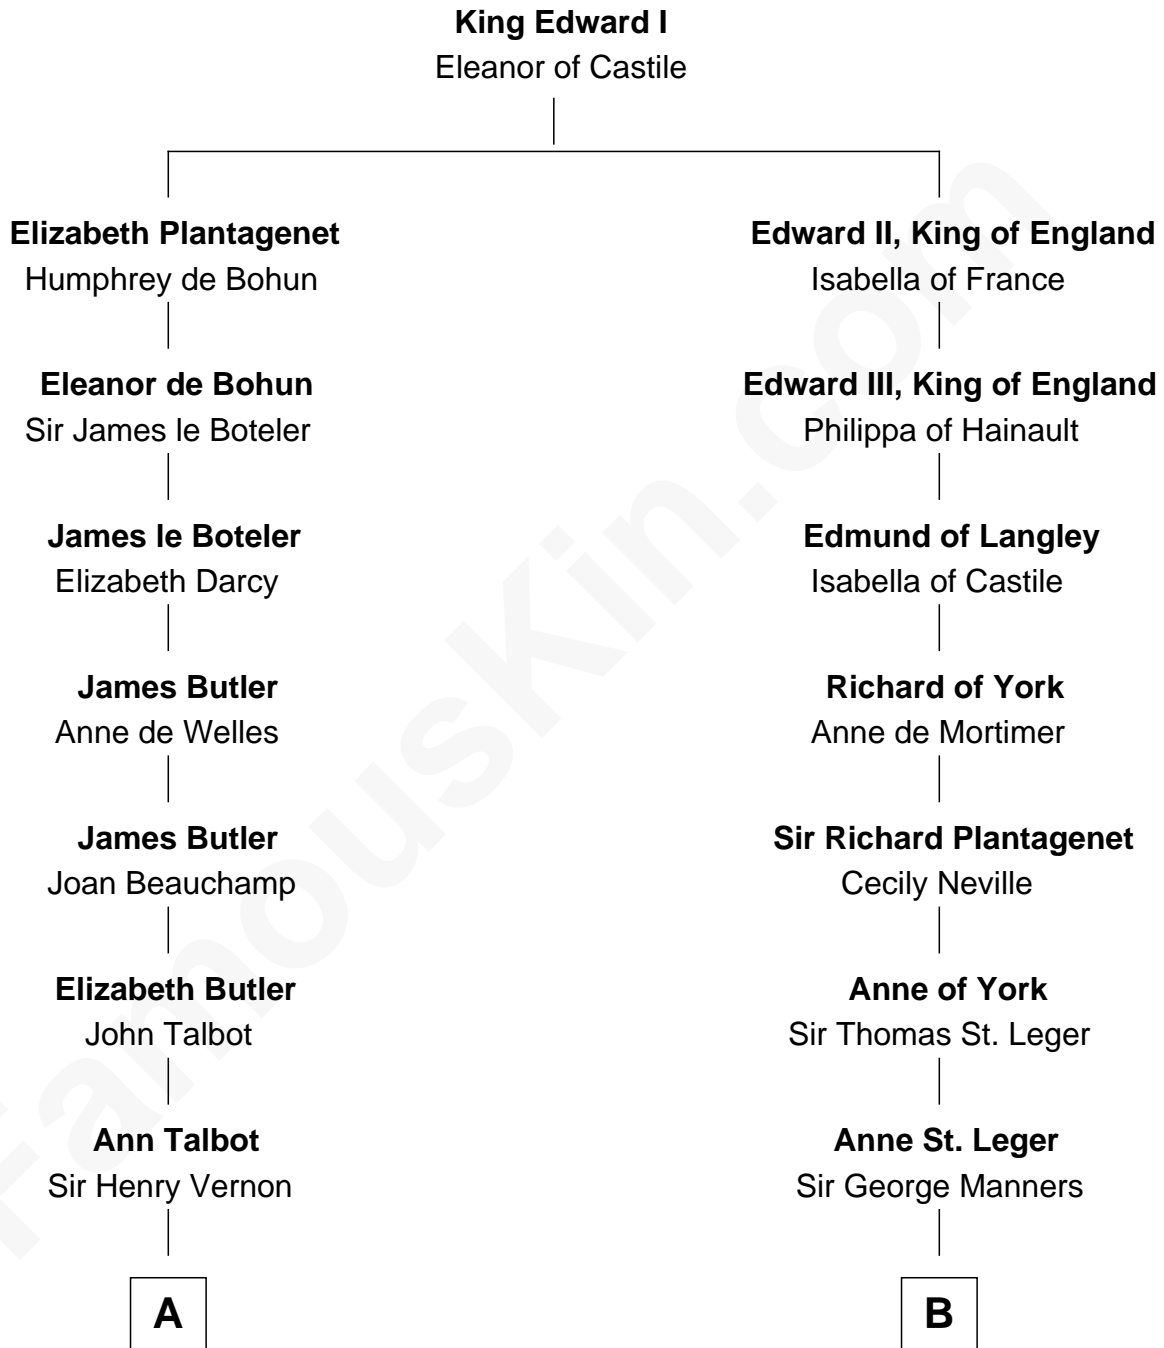 King Edward I
Eleanor of Castile
Elizabeth Plantagenet
Humphrey de Bohun
Edward II, King of England
Isabella of France
Eleanor de Bohun
Sir James le Boteler
Edward III, King of England
Philippa of Hainault
James le Boteler
Elizabeth Darcy
Edmund of Langley
Isabella of Castile
James Butler
Anne de Welles
Richard of York
Anne de Mortimer
James Butler
Joan Beauchamp
Sir Richard Plantagenet
Cecily Neville
Elizabeth Butler
John Talbot
Anne of York
Sir Thomas St. Leger
Ann Talbot
Sir Henry Vernon
Anne St. Leger
Sir George Manners
A
B
FamousKin.com